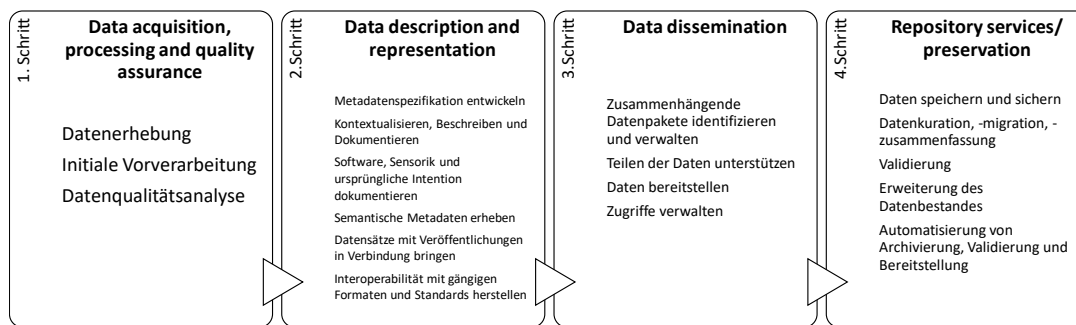 1. Schritt
Data acquisition,
processing and quality
assurance
Datenerhebung
Initiale Vorverarbeitung
Datenqualitätsanalyse
2.Schritt
Data description and
representation
Metadatenspezifikation entwickeln
Kontextualisieren, Beschreiben und
Dokumentieren
Software, Sensorik und
ursprüngliche Intention
dokumentieren
Semantische Metadaten erheben
Datensätze mit Veröffentlichungen
in Verbindung bringen
Interoperabilität mit gängigen
Formaten und Standards herstellen
3.Schritt
Data dissemination
Zusammenhängende
Datenpakete identifizieren
und verwalten
Teilen der Daten unterstützen
Daten bereitstellen
Zugriffe verwalten
4.Schritt
Repository services/
preservation
Daten speichern und sichern
Datenkuration, -migration, -
zusammenfassung
Validierung
Erweiterung des
Datenbestandes
Automatisierung von
Archivierung, Validierung und
Bereitstellung